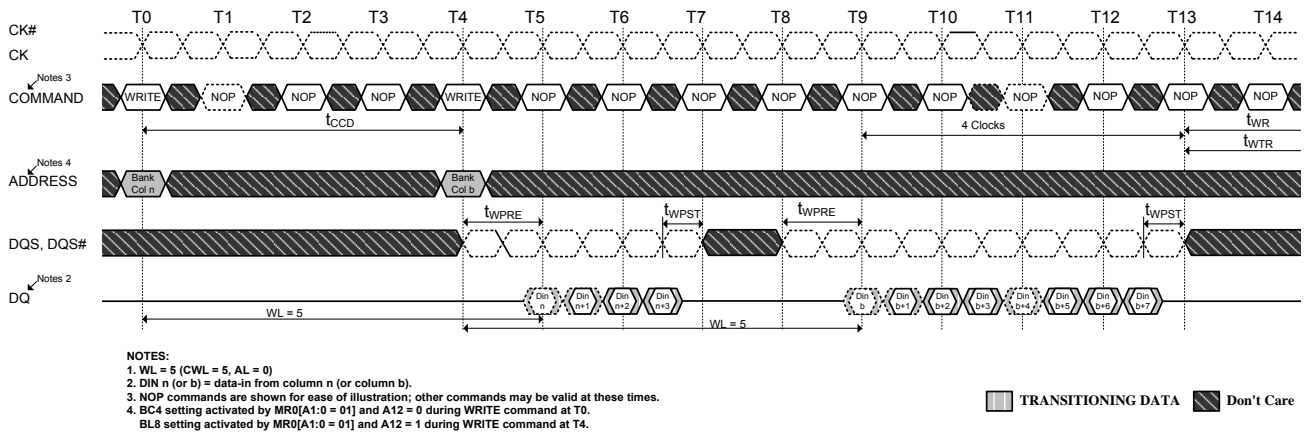 T0 T1 T2 T3 T4 T5 T6 T7 T8 T9 T10 T11 T12 T13 T14
CK#
CK
Notes 3
COMMAND
WRITE NOP NOP NOP WRITE NOP NOP NOP NOP NOP NOP NOP NOP NOP NOP
tCCD 4 Clocks tWR
tWTR
Notes 4
ADDRESS
Bank Col n Bank Col b
tWPRE tWPST tWPRE tWPST
DQS, DQS#
Notes 2
DQ
Din n Din n+1 Din n+2 Din n+3 Din b Din b+1 Din b+2 Din b+3 Din b+4 Din b+5 Din b+6 Din b+7
WL = 5 WL = 5
NOTES:
1. WL = 5 (CWL = 5, AL = 0)
2. DIN n (or b) = data-in from column n (or column b).
3. NOP commands are shown for ease of illustration; other commands may be valid at these times.
4. BC4 setting activated by MR0[A1:0 = 01] and A12 = 0 during WRITE command at T0.
BL8 setting activated by MR0[A1:0 = 01] and A12 = 1 during WRITE command at T4.
TRANSITIONING DATA Don't Care